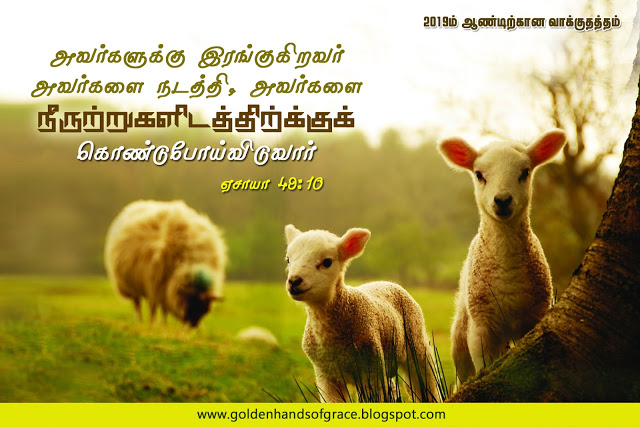 2019ம் ஆண்டிற்கான வாக்குதத்தம்
அவர்களுக்கு இரங்குகிறவர்
அவர்களை நடத்தி, அவர்களை
நீரூற்றுகளிடத்திற்க்குக்
கொண்டுபோய்விடுவார்
ஏசாயா 49:10
www.goldenhandsofgrace.blogspot.com